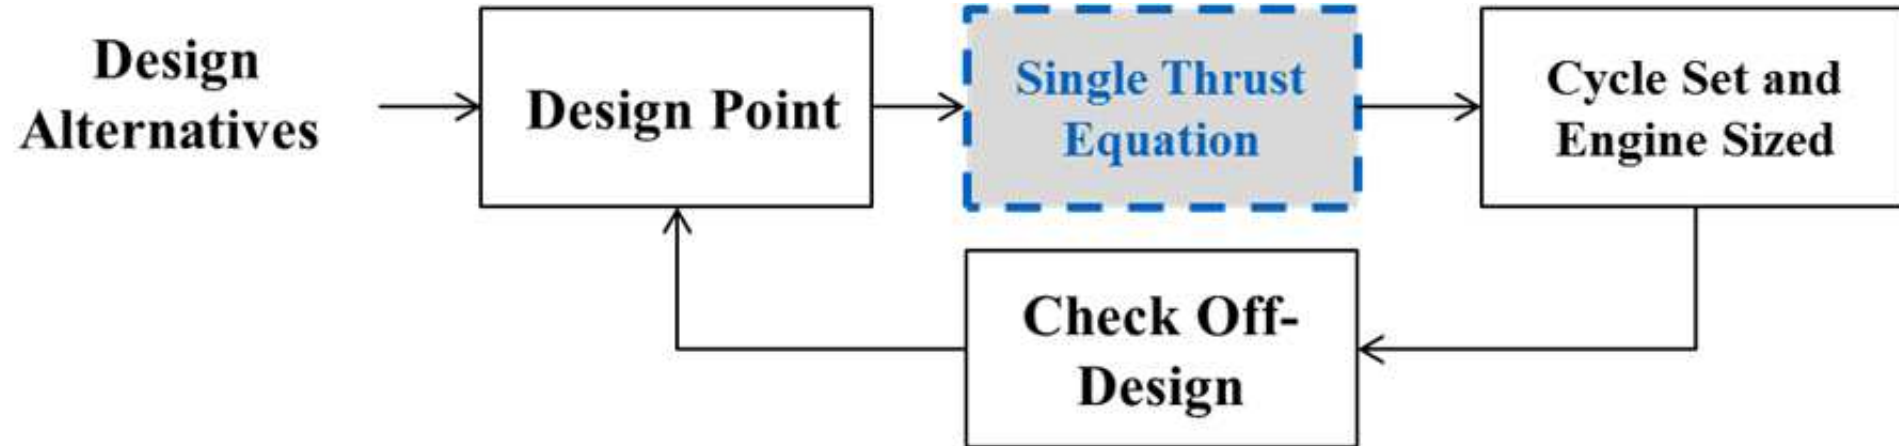 Design
Alternatives
Design Point
Single Thrust
Equation
Cycle Set and
Engine Sized
Check Off-
Design